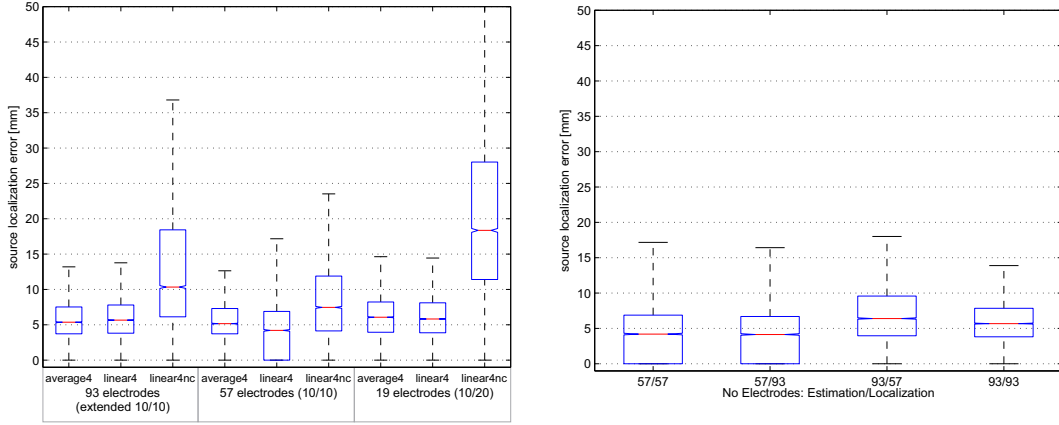 50
45
40
35
30
25
20
15
10
5
0
source localization error [mm]
average4 linear4 linear4nc average4 linear4 linear4nc average4 linear4 linear4nc
93 electrodes
(extended 10/10)
57 electrodes (10/10)
19 electrodes (10/20)
50
45
40
35
30
25
20
15
10
5
0
source localization error [mm]
57/57 57/93 93/57 93/93
No Electrodes: Estimation/Localization